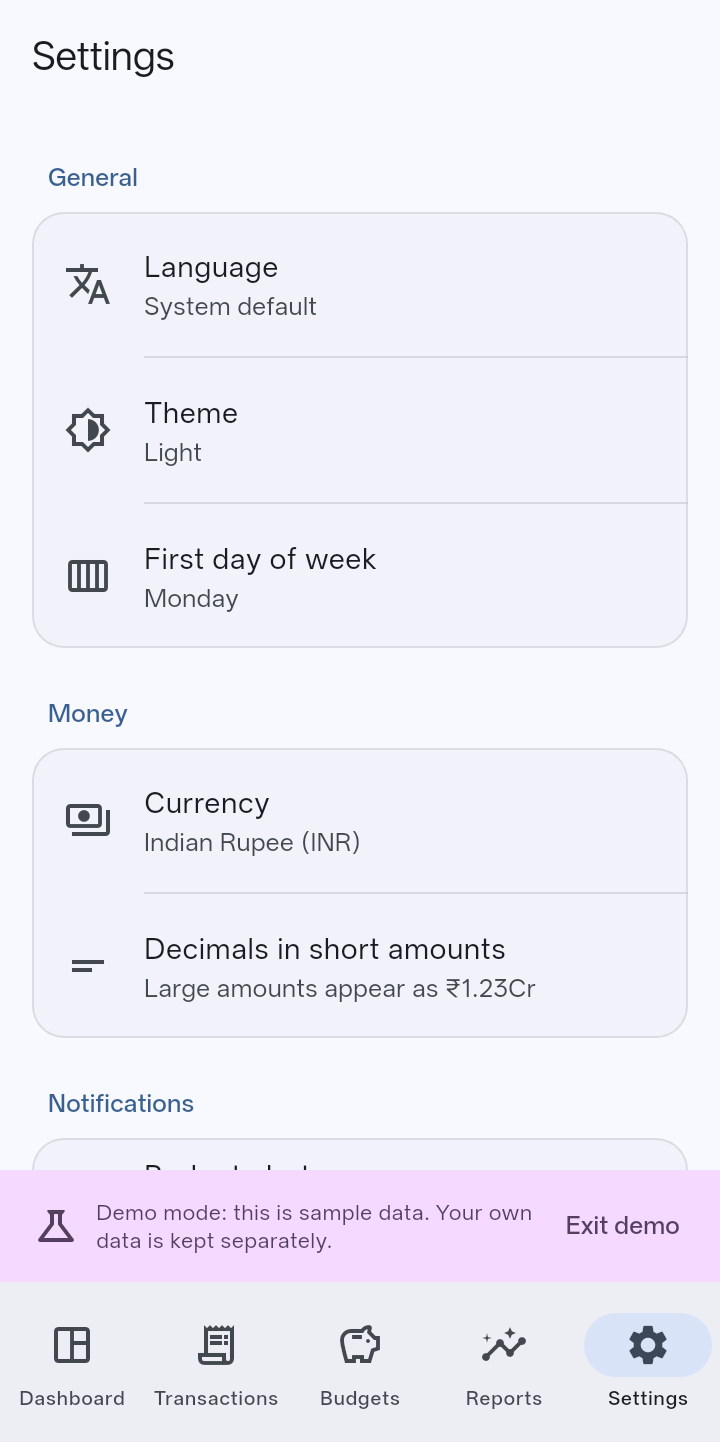 Settings
General
Language
System default
Theme
Light
First day of week
Monday
Money
Currency
Indian Rupee (INR)
Decimals in short amounts
Large amounts appear as ₹1.23Cr
Notifications
Demo mode: this is sample data. Your own
data is kept separately.
Exit demo
Dashboard
Transactions
Budgets
Reports
Settings